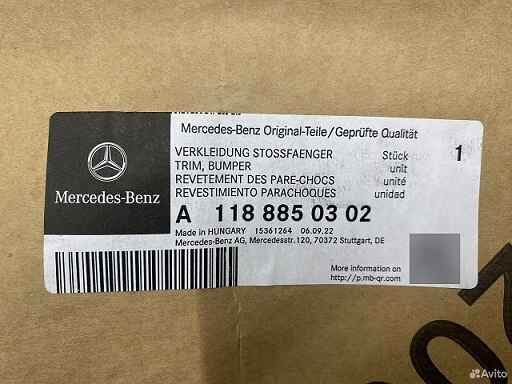 Mercedes-Benz Original-Teile/Geprüfte Qualität
VERKLEIDUNG STOSSFAENGER Stück 1
TRIM, BUMPER unit
REVETEMENT DES PARE-CHOCS unité
REVESTIMIENTO PARACHOQUES unidad
Mercedes-Benz
A 118 885 03 02
Made in HUNGARY 15361264 06.09.22
Mercedes-Benz AG, Mercedesstr.120, 70372 Stuttgart, DE
More information on
http://p.mb-qr.com
Avito